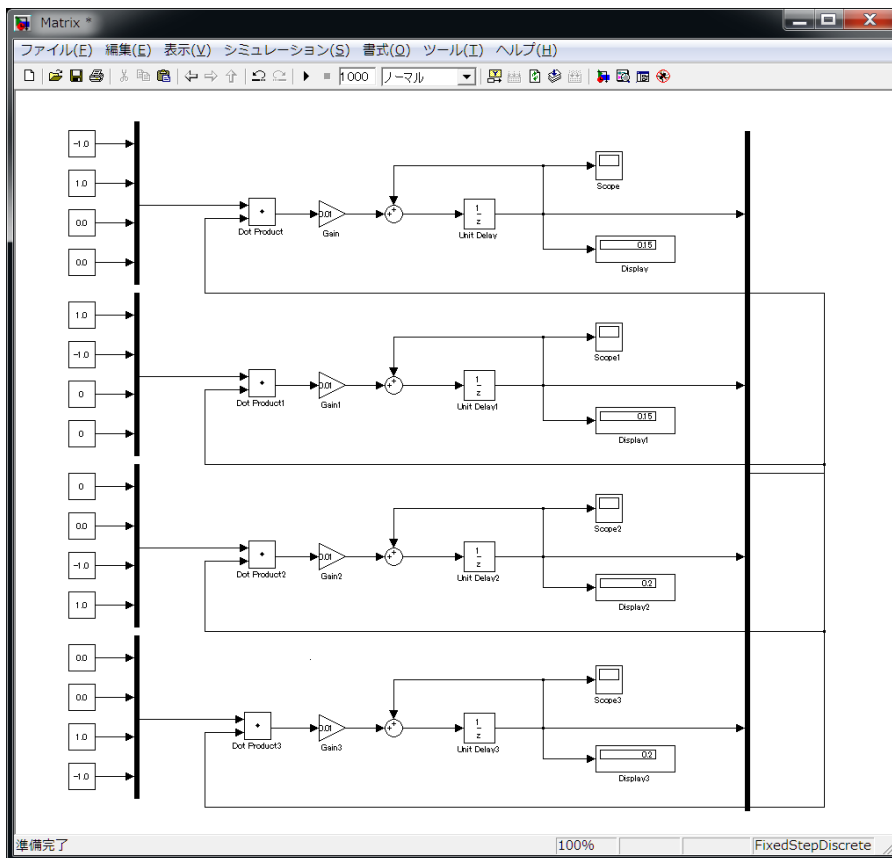 Matrix *
ファイル(F) 編集(E) 表示(V) シミュレーション(S) 書式(O) ツール(T) ヘルプ(H)
1000 ノーマル
-1.0
1.0
0.0
0.0
Dot Product
0.01
Gain
++
1
z
Unit Delay
Scope
0.15
Display
1.0
-1.0
0
0
Dot Product1
0.01
Gain1
++
1
z
Unit Delay1
Scope1
0.15
Display1
0
0.0
-1.0
1.0
Dot Product2
0.01
Gain2
++
1
z
Unit Delay2
Scope2
0.2
Display2
0.0
0.0
1.0
-1.0
Dot Product3
0.01
Gain3
++
1
z
Unit Delay3
Scope3
0.2
Display3
準備完了 100% FixedStepDiscrete